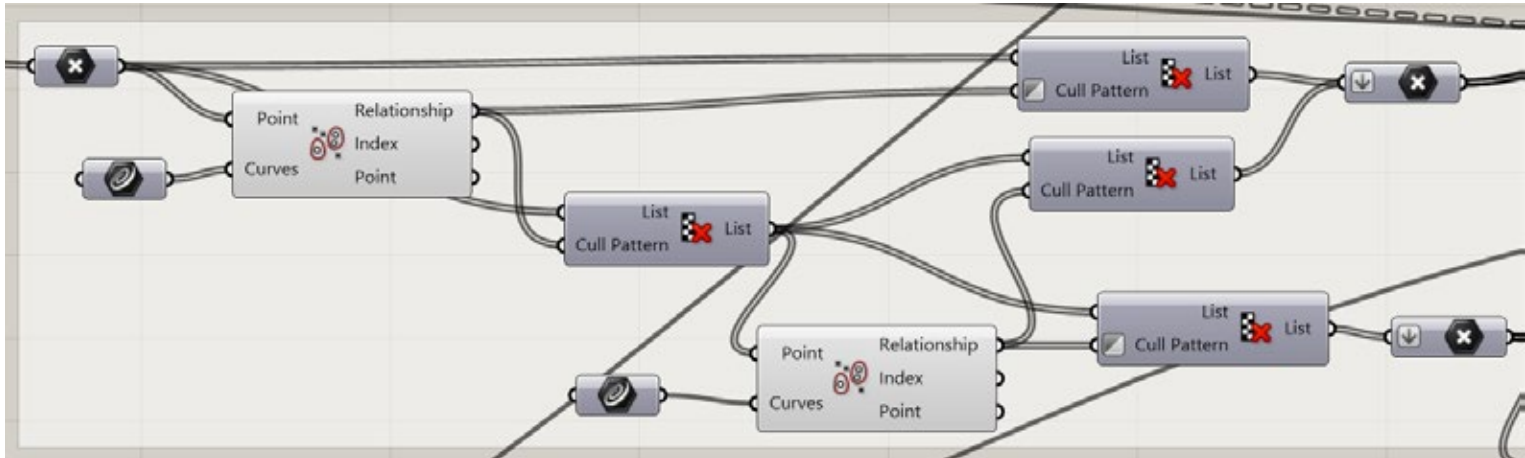 List
List
Cull Pattern
Relationship
Point
Index
Curves
Point
List
List
Cull Pattern
List
List
Cull Pattern
List
List
Cull Pattern
Relationship
Point
Index
Curves
Point